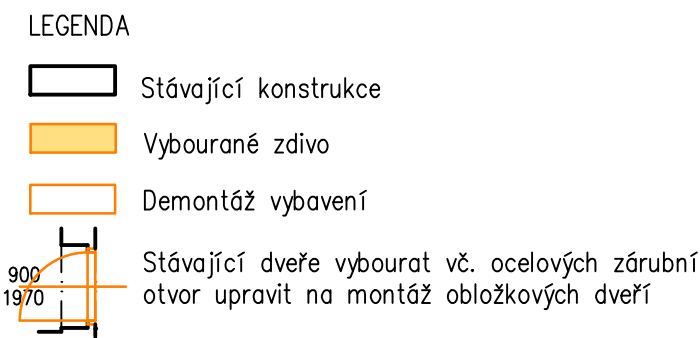 LEGENDA
Stávající konstrukce
Vybourané zdivo
Demontáž vybavení
900
1970
Stávající dveře vybourat vč. ocelových zárubní
otvor upravit na montáž obložkových dveří